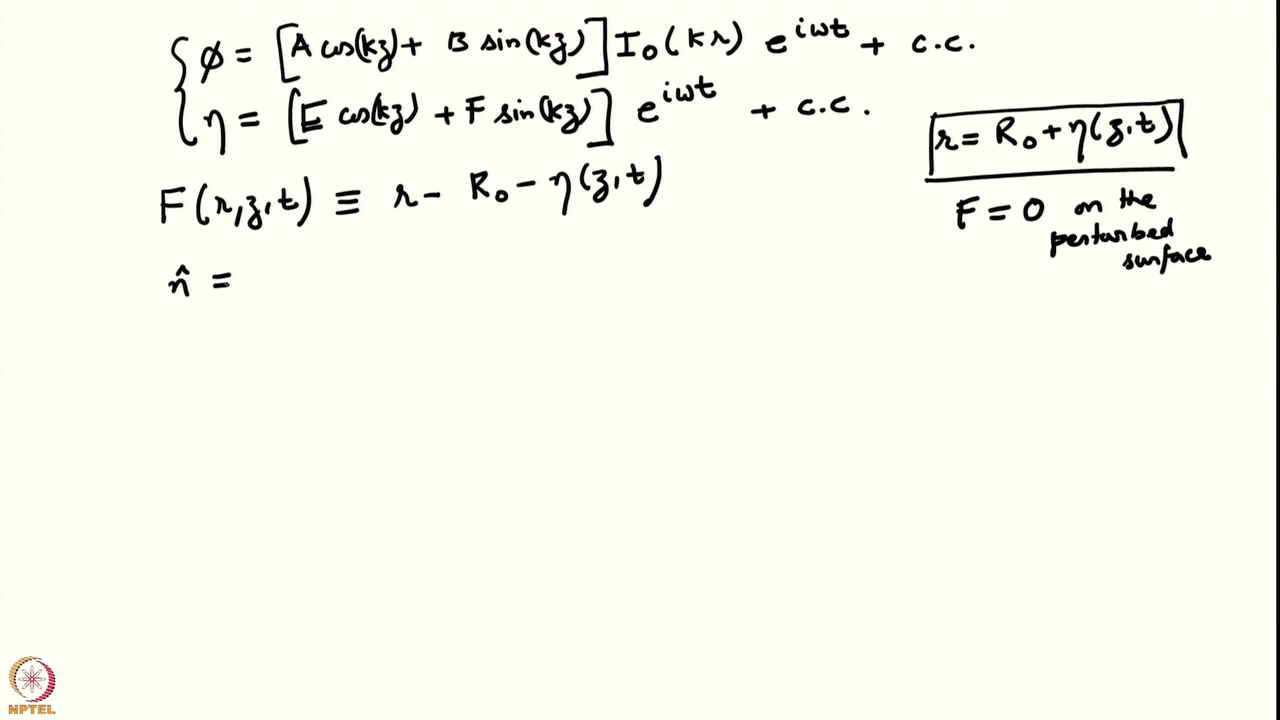 φ = [A cos(kz) + B sin(kz)] I₀(kr) e^{iωt} + c.c.
η = [E cos(kz) + F sin(kz)] e^{iωt} + c.c.
r = R₀ + η(z,t)
F(r,z,t) ≡ r - R₀ - η(z,t)
F = 0 on the
perturbed
surface
n̂ =
NPTEL